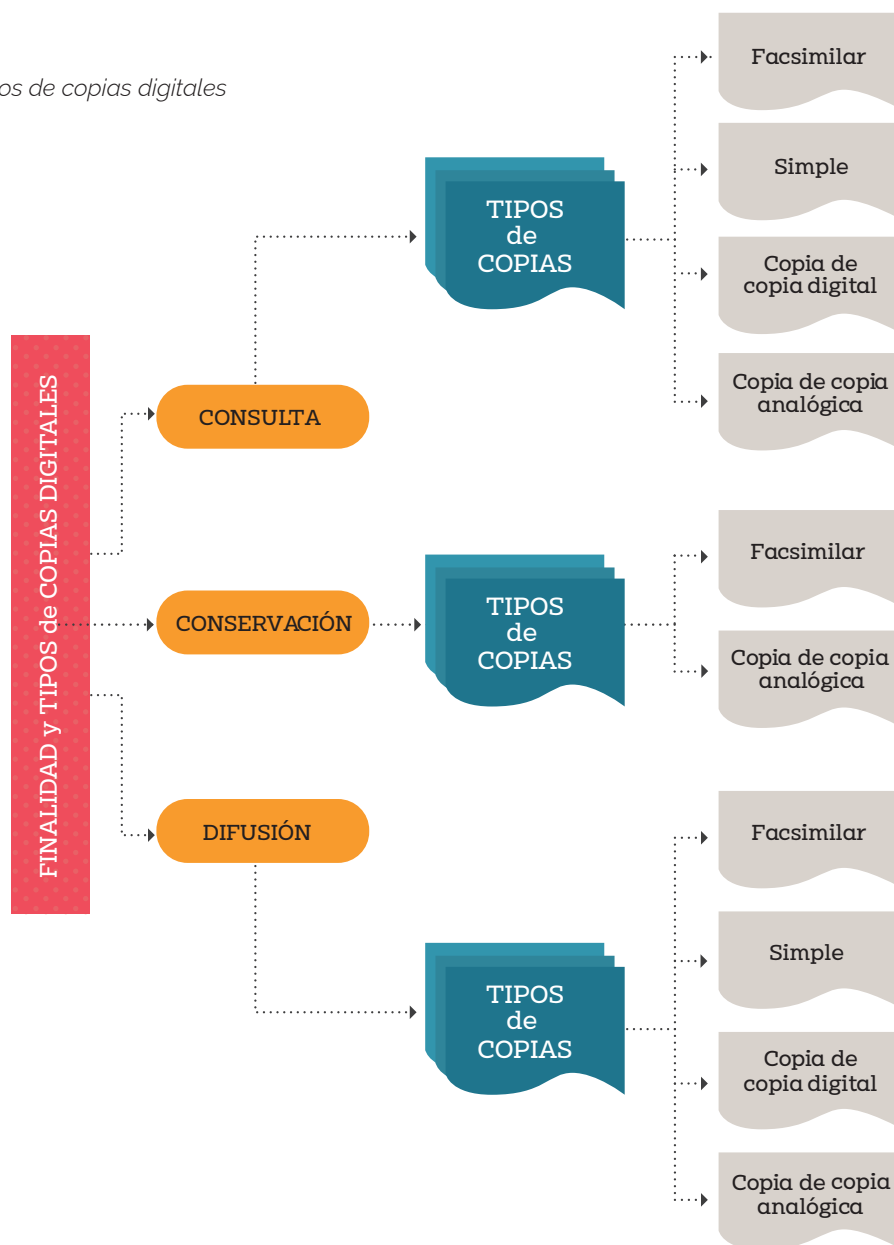 os de copias digitales
FINALIDAD y TIPOS de COPIAS DIGITALES
CONSULTA
TIPOS
de
COPIAS
Facsimilar
Simple
Copia de
copia digital
Copia de copia
analógica
CONSERVACIÓN
TIPOS
de
COPIAS
Facsimilar
Copia de copia
analógica
DIFUSIÓN
TIPOS
de
COPIAS
Facsimilar
Simple
Copia de
copia digital
Copia de copia
analógica